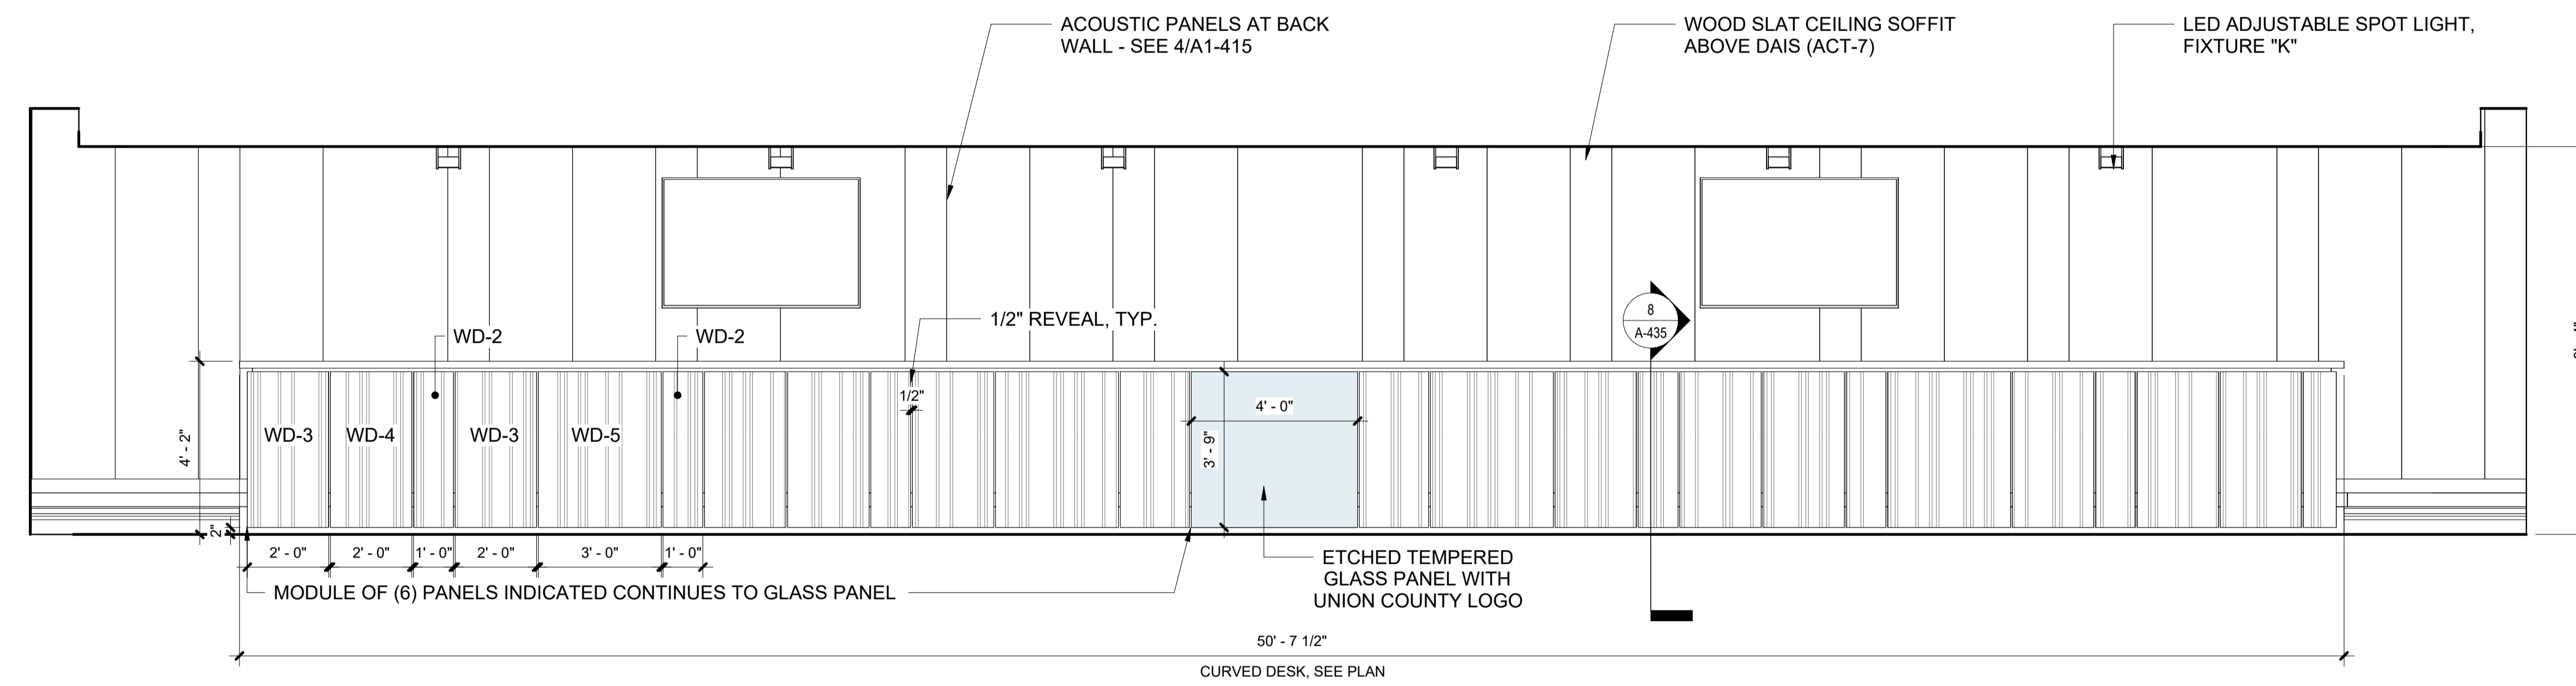 ACOUSTIC PANELS AT BACK
WALL - SEE 4/A1-415
WOOD SLAT CEILING SOFFIT
ABOVE DAIS (ACT-7)
LED ADJUSTABLE SPOT LIGHT,
FIXTURE "K"
1/2" REVEAL, TYP.
8
A-435
WD-2
WD-2
1/2"
4' - 0"
WD-3
WD-4
WD-3
WD-5
4' - 2"
3' - 9"
2"
2' - 0"
2' - 0"
1' - 0"
2' - 0"
3' - 0"
1' - 0"
MODULE OF (6) PANELS INDICATED CONTINUES TO GLASS PANEL
ETCHED TEMPERED
GLASS PANEL WITH
UNION COUNTY LOGO
50' - 7 1/2"
CURVED DESK, SEE PLAN